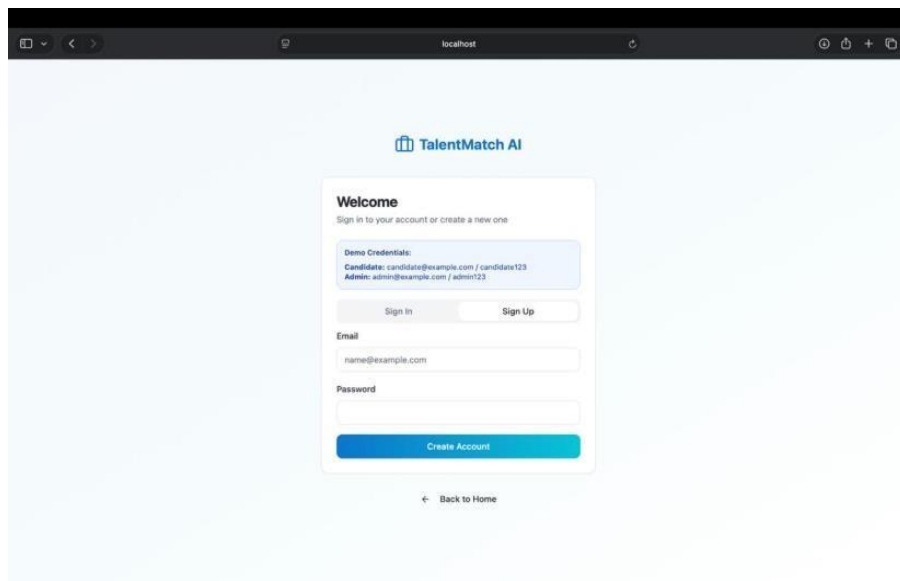 localhost
TalentMatch AI
Welcome
Sign in to your account or create a new one
Demo Credentials:
Candidate: candidate@example.com / candidate123
Admin: admin@example.com / admin123
Sign In Sign Up
Email
name@example.com
Password
Create Account
← Back to Home